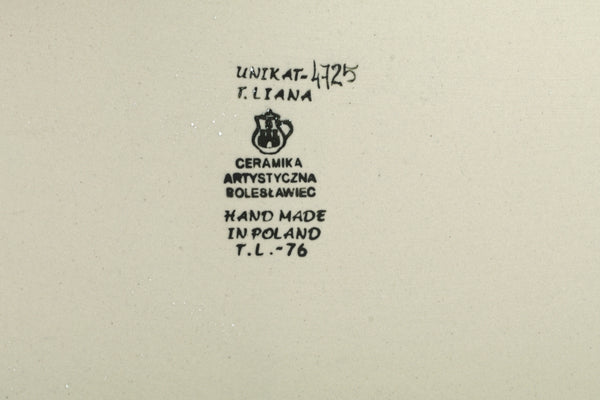 UNIKAT-4725
T. LIANA
CERAMIKA
ARTYSTYCZNA
BOLESŁAWIEC
HAND MADE
IN POLAND
T.L.-76